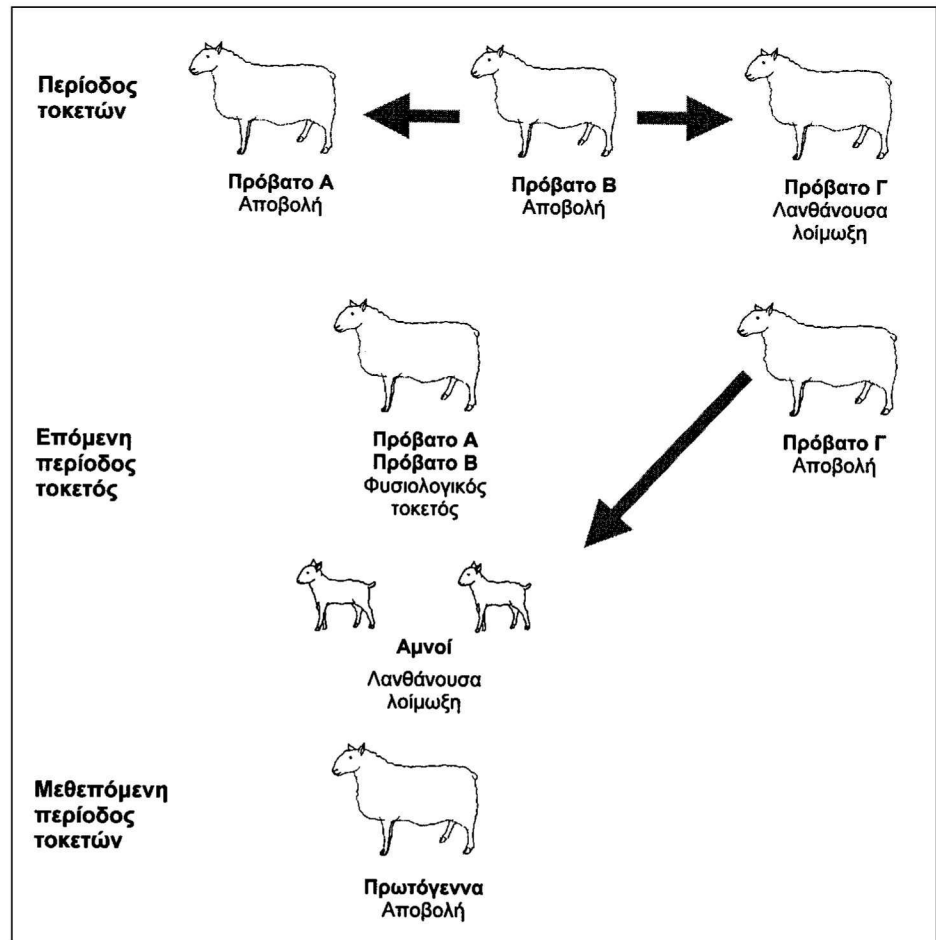 Περίοδος
τοκετών
Πρόβατο Α
Αποβολή
Πρόβατο Β
Αποβολή
Πρόβατο Γ
Λανθάνουσα
λοίμωξη
Επόμενη
περίοδος
τοκετός
Πρόβατο Α
Πρόβατο Β
Φυσιολογικός
τοκετός
Πρόβατο Γ
Αποβολή
Αμνοί
Λανθάνουσα
λοίμωξη
Μεθεπόμενη
περίοδος
τοκετών
Πρωτόγεννα
Αποβολή